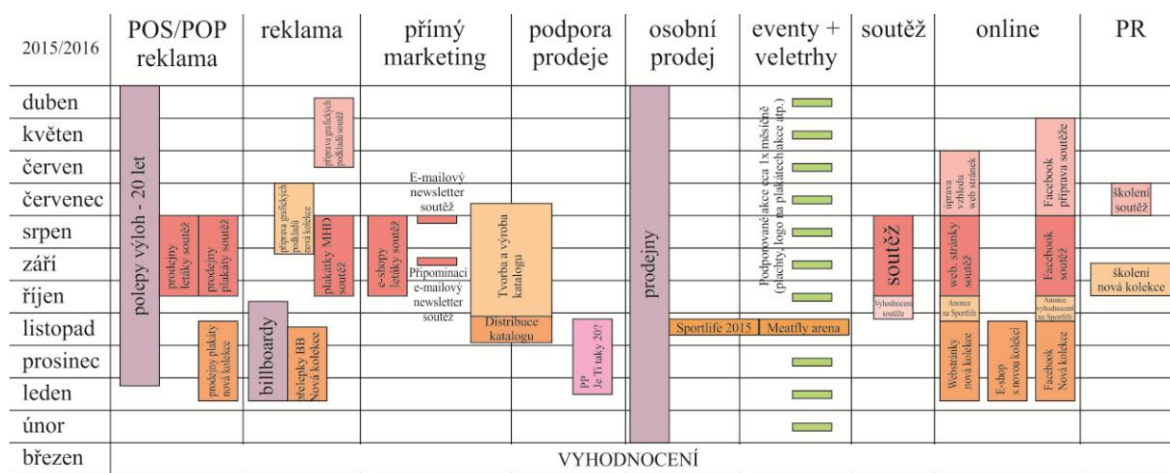 2015/2016
POS/POP
reklama
reklama
přímý
marketing
podpora
prodeje
osobní
prodej
eventy +
veletrhy
soutěž
online
PR
duben
květen
červen
červenec
srpen
září
říjen
listopad
prosinec
leden
únor
březen
polepy výloh - 20 let
prodejny
letáky soutěž
prodejny
plakáty soutěž
prodejny plakáty
nová kolekce
příprava grafických
podkladů soutěž
příprava grafických
podkladů
nová kolekce
plakátky MHD
soutěž
billboardy
přelepky BB
Nová kolekce
e-shopy
letáky soutěž
E-mailový
newsletter
soutěž
Připomínací
e-mailový
newsletter
soutěž
Tvorba a výroba
katalogu
Distribuce
katalogu
PP
Je Ti taky 20?
prodejny
Podporované akce cca 1x měsíčně
(plachty, logo na plakátech akce atp.)
Sportlife 2015
Meatfly arena
soutěž
Vyhodnocení
soutěže
úprava
vzhledu
web stránek
web. stránky
soutěž
Anonce
na Sportlife
Webstránky
nová kolekce
E-shop
s novou kolekcí
Facebook
příprava soutěže
Facebook
soutěž
Anonce
vyhodnocení
na Sportlife
Facebook
Nová kolekce
školení
soutěž
školení
nová kolekce
VYHODNOCENÍ